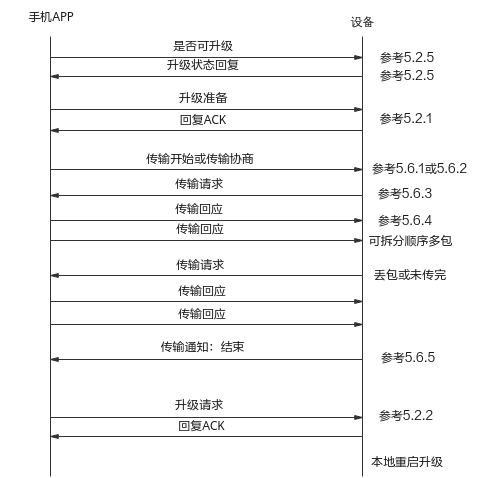 手机APP
设备
是否可升级
参考5.2.5
升级状态回复
参考5.2.5
升级准备
回复ACK
参考5.2.1
传输开始或传输协商
参考5.6.1或5.6.2
传输请求
参考5.6.3
传输回应
参考5.6.4
传输回应
可拆分顺序多包
传输请求
丢包或未传完
传输回应
传输回应
传输通知：结束
参考5.6.5
升级请求
参考5.2.2
回复ACK
本地重启升级